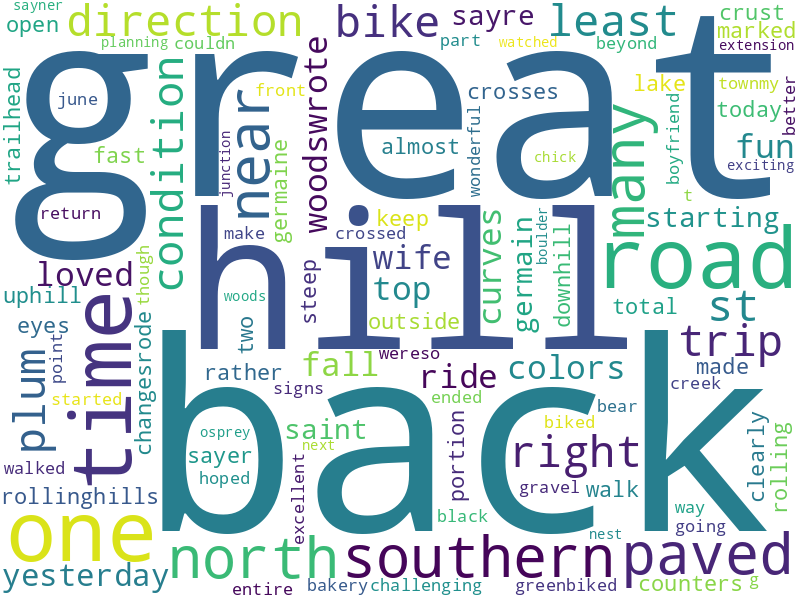 sayner
open
direction
bike
sayre
least
crust
marked
extension
planning
couldn
part
watched
beyond
great
trailhead
june
fast
condition
near
front
junction
germaine
woodswrote
almost
crosses
wonderful
chick
many
boyfriend
townmy
today
fun
better
exciting
return
loved
make
crossed
keep
hill
steep
wife
top
curves
germain
boulder
downhill
t
starting
road
uphill
though
time
changesrode
woods
two
outside
total
st
trip
eyes
point
plum
started
rather
signs
fall
wereso
ride
colors
made
creek
back
walked
osprey
sayer
saint
hoped
next
ended
portion
biked
bear
right
gravel
walk
clearly
rolling
way
going
rollinghills
excellent
black
nest
one
yesterday
north
southern
paved
entire
bakery
challenging
greenbiked
counters
g
lake